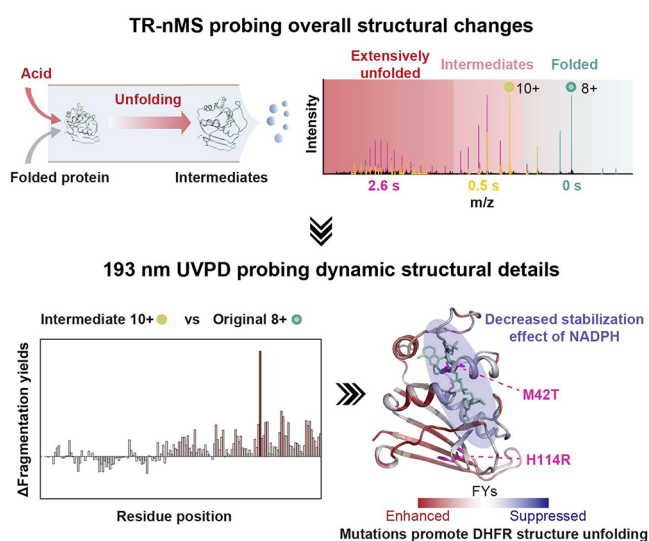 TR-nMS probing overall structural changes
Acid
Unfolding
Folded protein
Intermediates
Extensively
unfolded
Intermediates
Folded
10+
8+
Intensity
2.6 s
0.5 s
0 s
m/z
193 nm UVPD probing dynamic structural details
Intermediate 10+ vs Original 8+
ΔFragmentation yields
Residue position
Decreased stabilization
effect of NADPH
M42T
H114R
FYs
Enhanced
Suppressed
Mutations promote DHFR structure unfolding